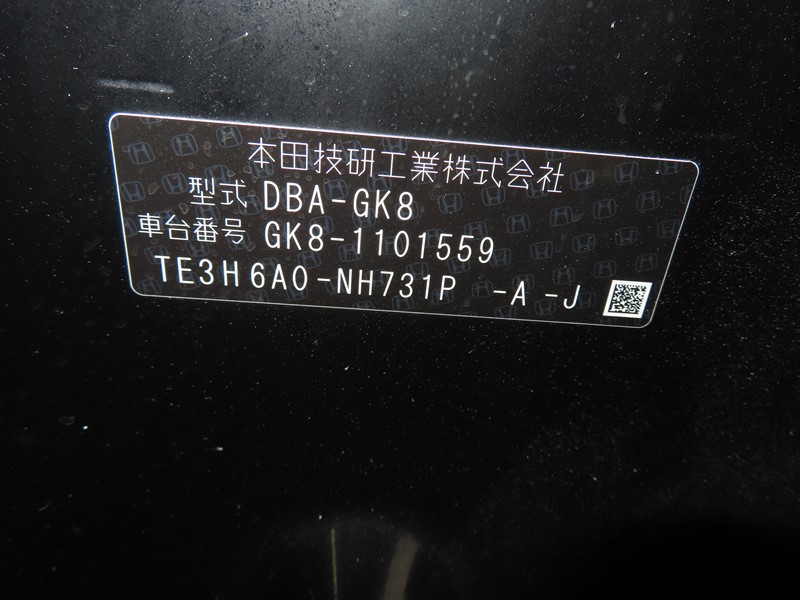 本田技研工業株式会社
型式 DBA-GK8
車台番号 GK8-1101559
TE3H6A0-NH731P -A-J